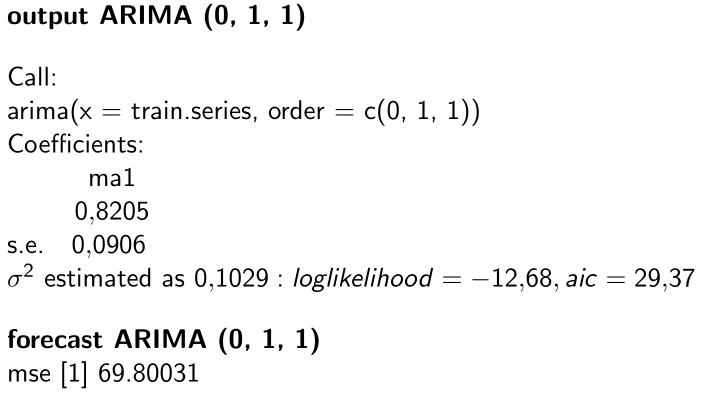 output ARIMA (0, 1, 1)
Call:
arima(x = train.series, order = c(0, 1, 1))
Coefficients:
ma1
0,8205
s.e. 0,0906
σ² estimated as 0,1029 : loglikelihood = −12,68, aic = 29,37
forecast ARIMA (0, 1, 1)
mse [1] 69.80031